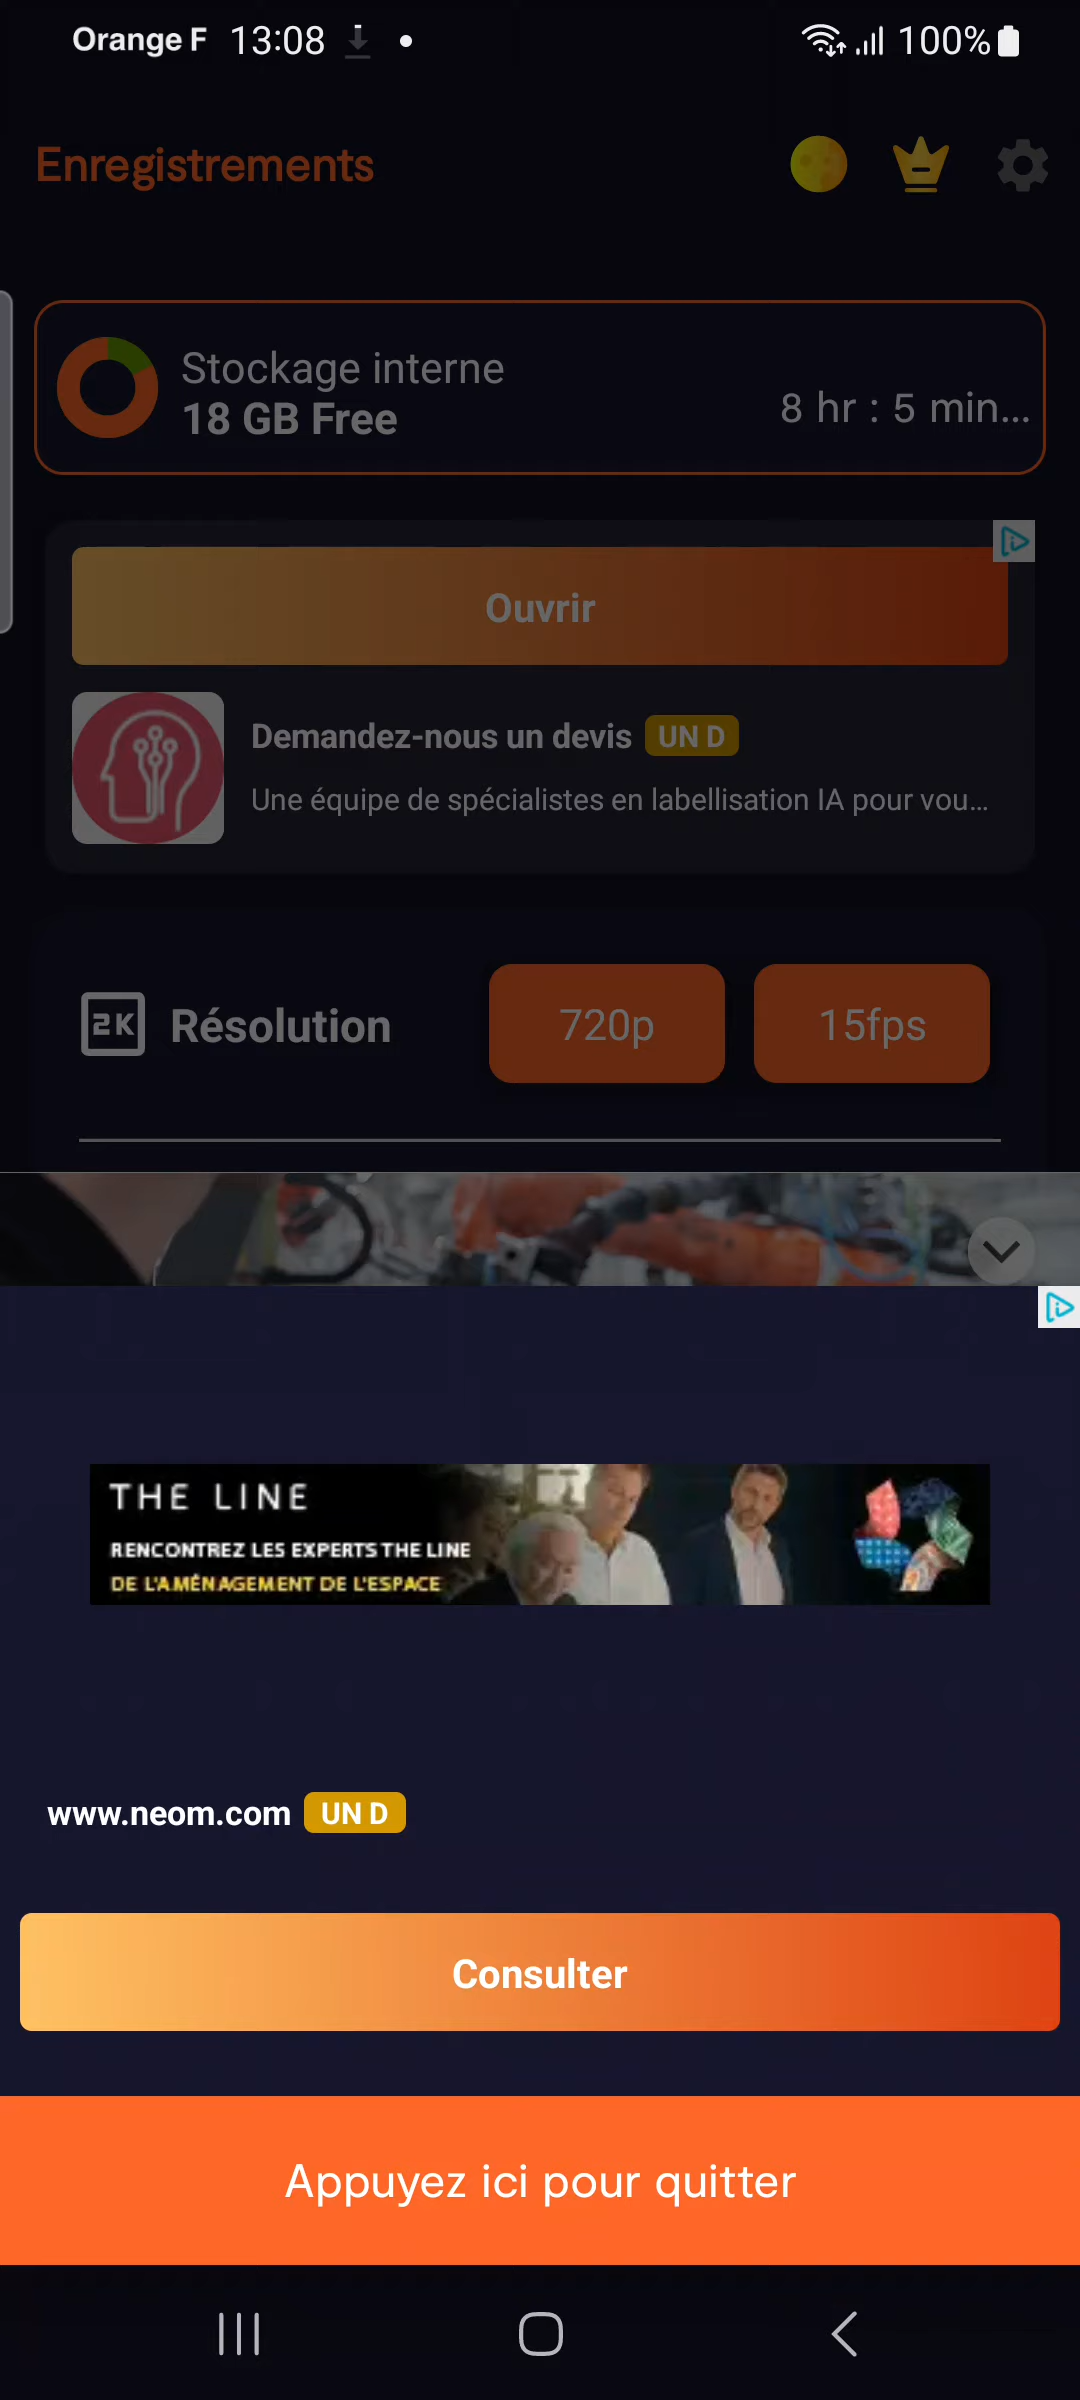 Orange F 13:08 100%
Enregistrements
Stockage interne
18 GB Free
8 hr : 5 min...
Ouvrir
Demandez-nous un devis UN D
Une équipe de spécialistes en labellisation IA pour vou...
2K Résolution 720p 15fps
THE LINE
RENCONTREZ LES EXPERTS THE LINE
DE L'AMÉNAGEMENT DE L'ESPACE
www.neom.com UN D
Consulter
Appuyez ici pour quitter